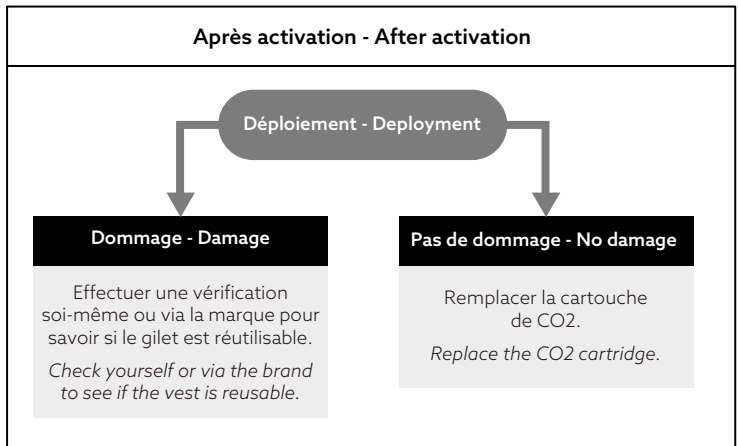 Après activation - After activation
Déploiement - Deployment
Dommage - Damage
Effectuer une vérification
soi-même ou via la marque pour
savoir si le gilet est réutilisable.
Check yourself or via the brand
to see if the vest is reusable.
Pas de dommage - No damage
Remplacer la cartouche
de CO2.
Replace the CO2 cartridge.